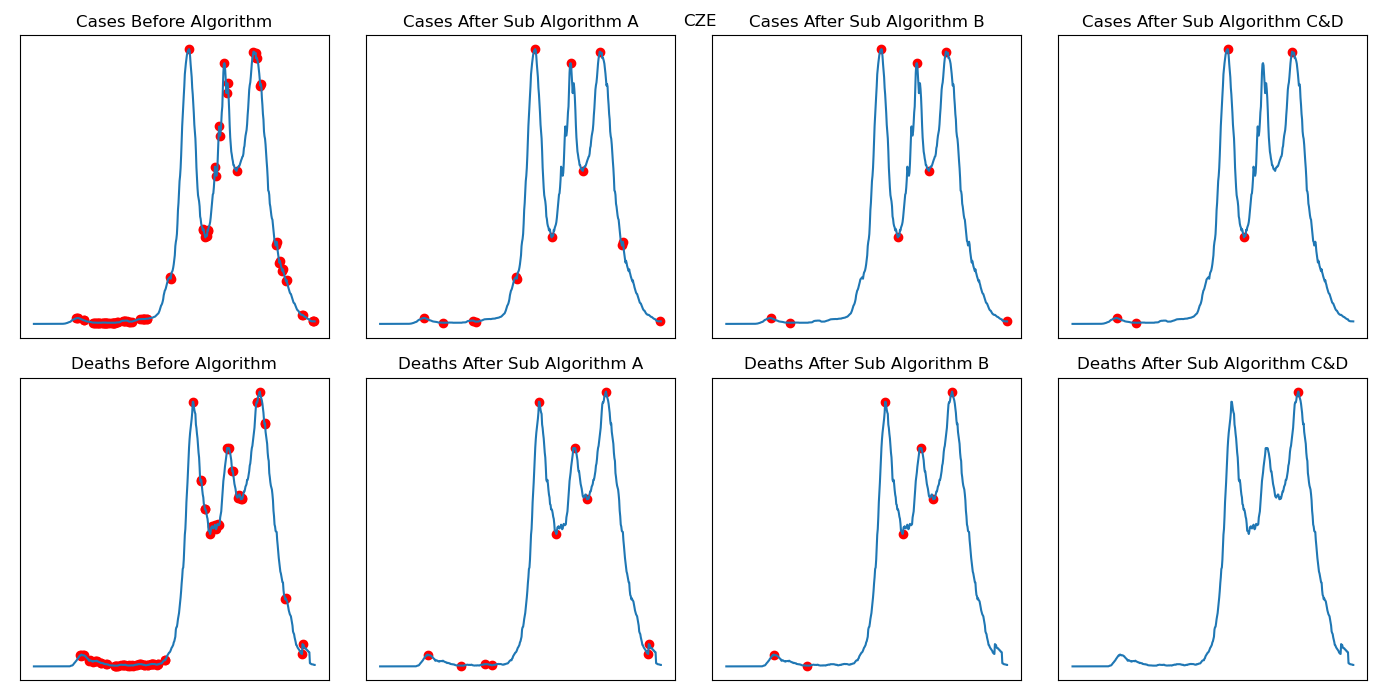 CZE
Cases Before Algorithm
Cases After Sub Algorithm A
Cases After Sub Algorithm B
Cases After Sub Algorithm C&D
Deaths Before Algorithm
Deaths After Sub Algorithm A
Deaths After Sub Algorithm B
Deaths After Sub Algorithm C&D